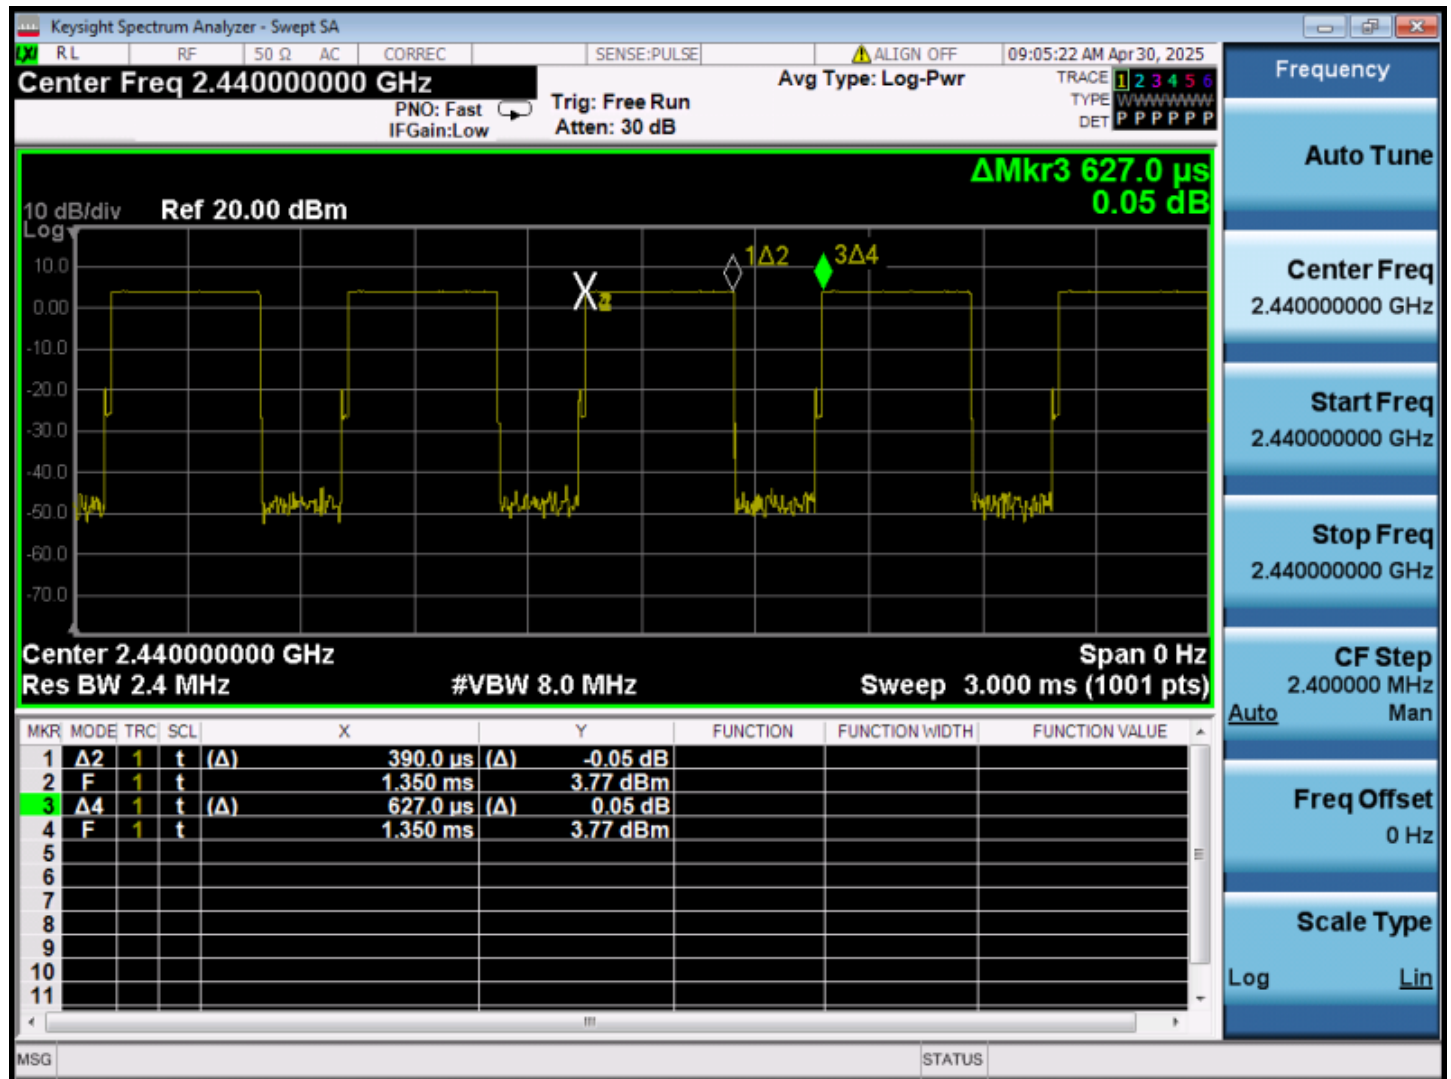 Keysight Spectrum Analyzer - Swept SA
LXI RL RF 50 Ω AC CORREC SENSE:PULSE ALIGN OFF 09:05:22 AM Apr 30, 2025
Center Freq 2.440000000 GHz
PNO: Fast
IFGain:Low
Trig: Free Run
Atten: 30 dB
Avg Type: Log-Pwr
TRACE 1 2 3 4 5 6
TYPE WWWWWW
DET P P P P P P
ΔMkr3 627.0 µs
0.05 dB
10 dB/div Ref 20.00 dBm
Log
10.0
0.00
-10.0
-20.0
-30.0
-40.0
-50.0
-60.0
-70.0
X 2
1Δ2
3Δ4
Center 2.440000000 GHz Span 0 Hz
Res BW 2.4 MHz #VBW 8.0 MHz Sweep 3.000 ms (1001 pts)
MKR MODE TRC SCL X Y FUNCTION FUNCTION WIDTH FUNCTION VALUE
1 Δ2 1 t (Δ) 390.0 µs (Δ) -0.05 dB
2 F 1 t 1.350 ms 3.77 dBm
3 Δ4 1 t (Δ) 627.0 µs (Δ) 0.05 dB
4 F 1 t 1.350 ms 3.77 dBm
5
6
7
8
9
10
11
MSG STATUS
Frequency
Auto Tune
Center Freq
2.440000000 GHz
Start Freq
2.440000000 GHz
Stop Freq
2.440000000 GHz
CF Step
2.400000 MHz
Auto Man
Freq Offset
0 Hz
Scale Type
Log Lin